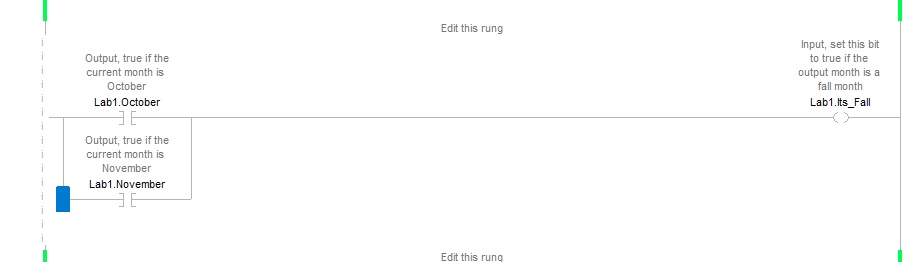 Edit this rung
Output, true if the
current month is
October
Lab1.October
Input, set this bit
to true if the
output month is a
fall month
Lab1.Its_Fall
Output, true if the
current month is
November
Lab1.November
Edit this rung